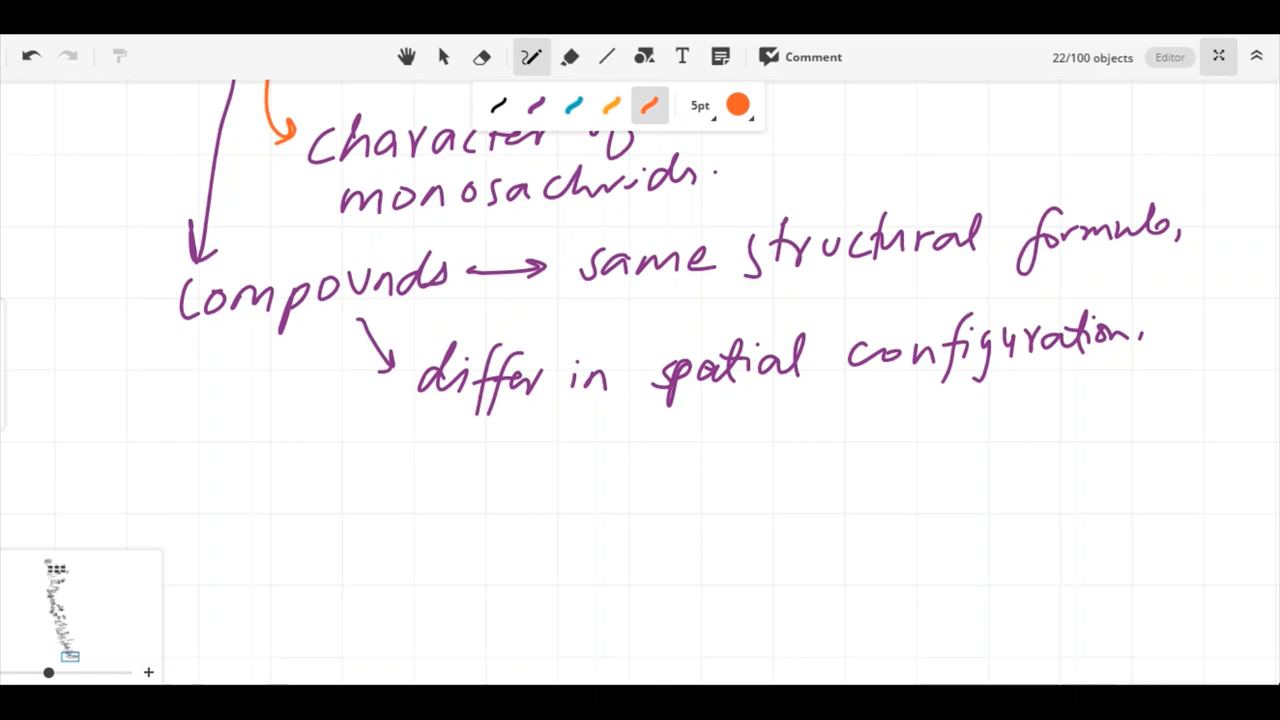 Comment
22/100 objects
Editor
5pt
character of
monosachrids.
Compounds ⟷ same structural formula,
differ in spatial configuration.